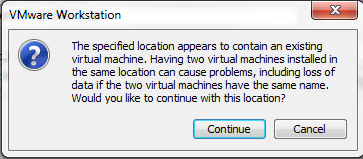 VMware Workstation
The specified location appears to contain an existing
virtual machine. Having two virtual machines installed in
the same location can cause problems, including loss of
data if the two virtual machines have the same name.
Would you like to continue with this location?
Continue
Cancel